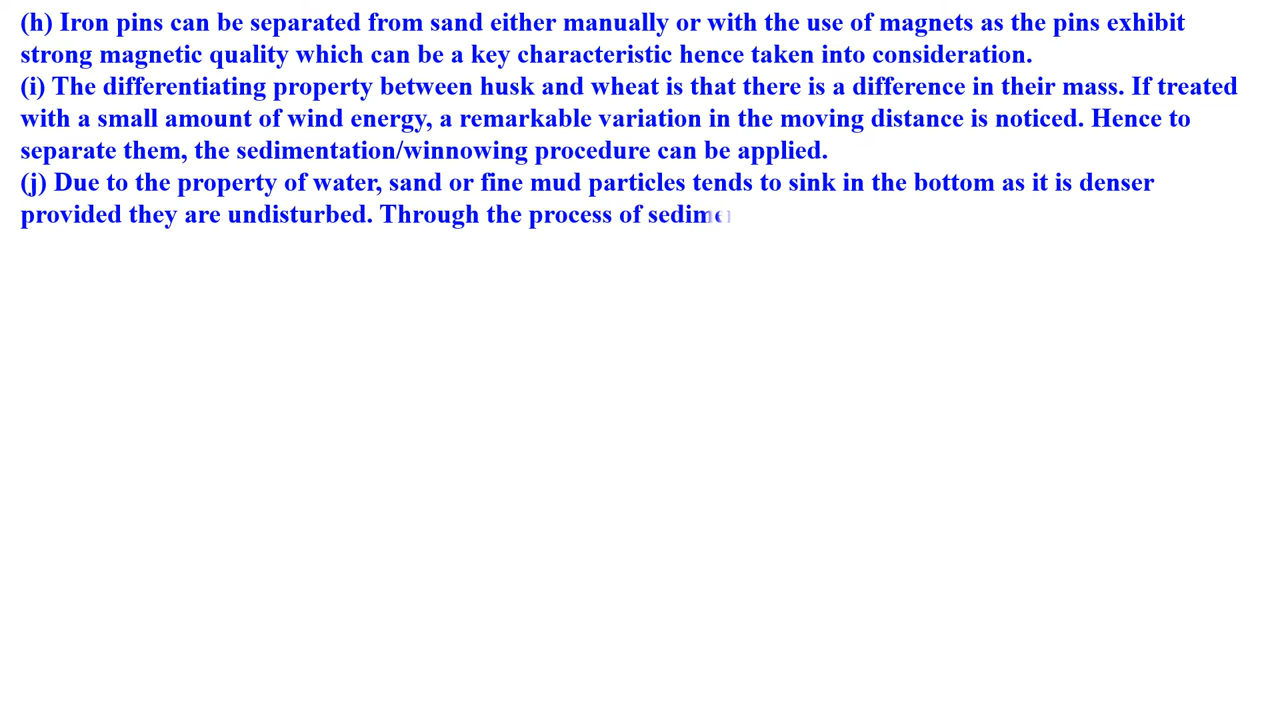 (h) Iron pins can be separated from sand either manually or with the use of magnets as the pins exhibit
strong magnetic quality which can be a key characteristic hence taken into consideration.
(i) The differentiating property between husk and wheat is that there is a difference in their mass. If treated
with a small amount of wind energy, a remarkable variation in the moving distance is noticed. Hence to
separate them, the sedimentation/winnowing procedure can be applied.
(j) Due to the property of water, sand or fine mud particles tends to sink in the bottom as it is denser
provided they are undisturbed. Through the process of